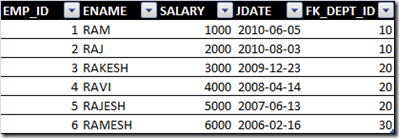 EMP_ID ENAME SALARY JDATE FK_DEPT_ID
1 RAM 1000 2010-06-05 10
2 RAJ 2000 2010-08-03 10
3 RAKESH 3000 2009-12-23 20
4 RAVI 4000 2008-04-14 20
5 RAJESH 5000 2007-06-13 20
6 RAMESH 6000 2006-02-16 30